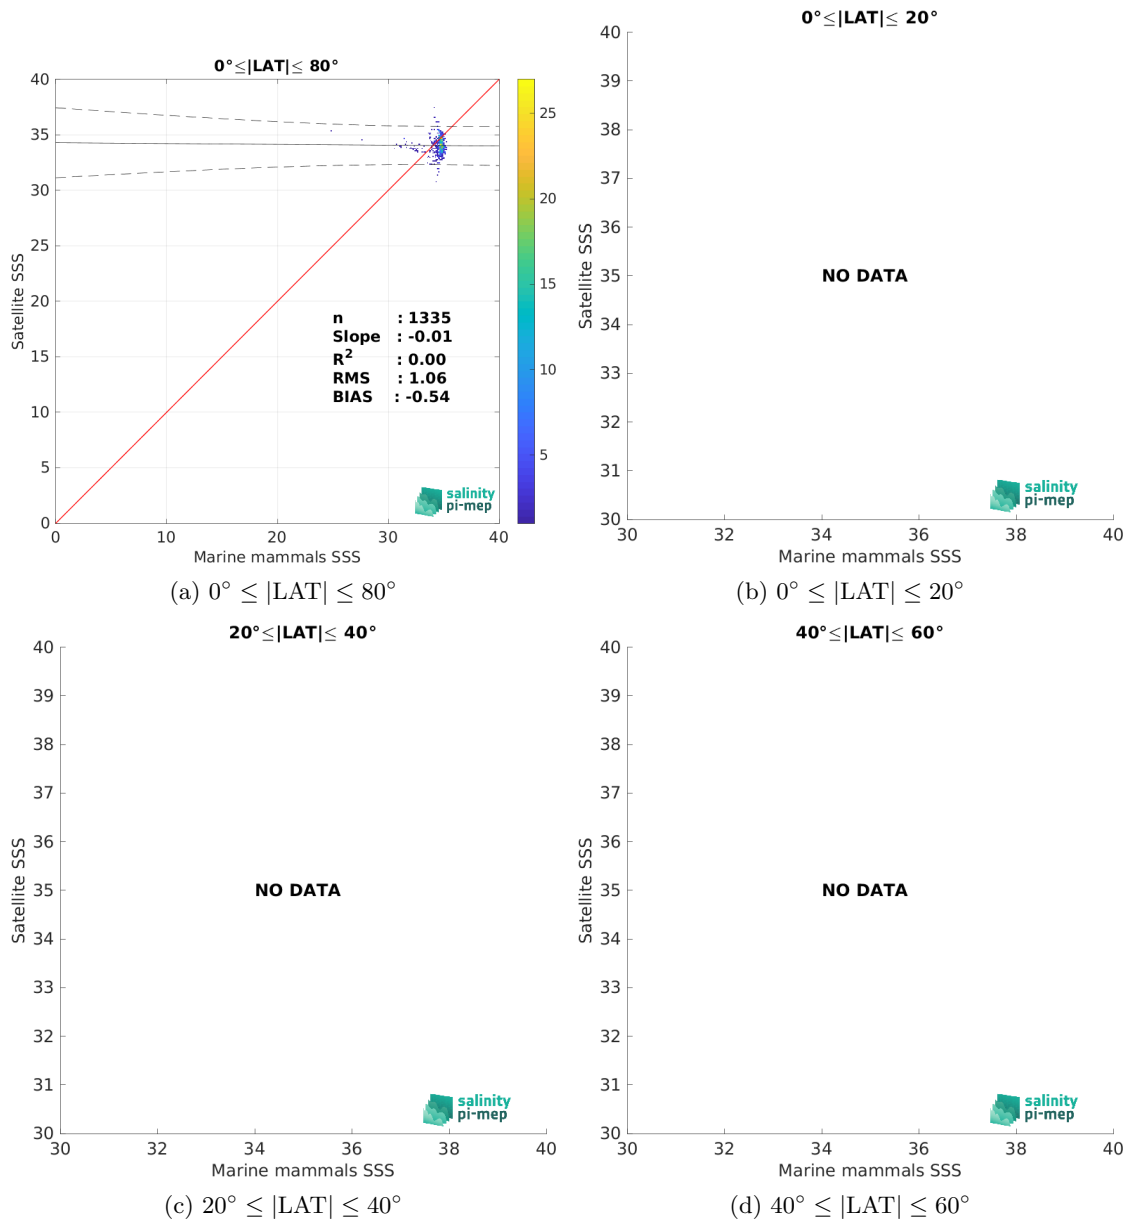 0°≤|LAT|≤ 80°
40
35
30
25
20
15
10
5
0
Satellite SSS
0
10
20
30
40
Marine mammals SSS
25
20
15
10
5
n : 1335
Slope : -0.01
R² : 0.00
RMS : 1.06
BIAS : -0.54
salinity
pi-mep
(a) 0° ≤ |LAT| ≤ 80°
0°≤|LAT|≤ 20°
40
39
38
37
36
35
34
33
32
31
30
Satellite SSS
NO DATA
salinity
pi-mep
30
32
34
36
38
40
Marine mammals SSS
(b) 0° ≤ |LAT| ≤ 20°
20°≤|LAT|≤ 40°
40
39
38
37
36
35
34
33
32
31
30
Satellite SSS
NO DATA
salinity
pi-mep
30
32
34
36
38
40
Marine mammals SSS
(c) 20° ≤ |LAT| ≤ 40°
40°≤|LAT|≤ 60°
40
39
38
37
36
35
34
33
32
31
30
Satellite SSS
NO DATA
salinity
pi-mep
30
32
34
36
38
40
Marine mammals SSS
(d) 40° ≤ |LAT| ≤ 60°